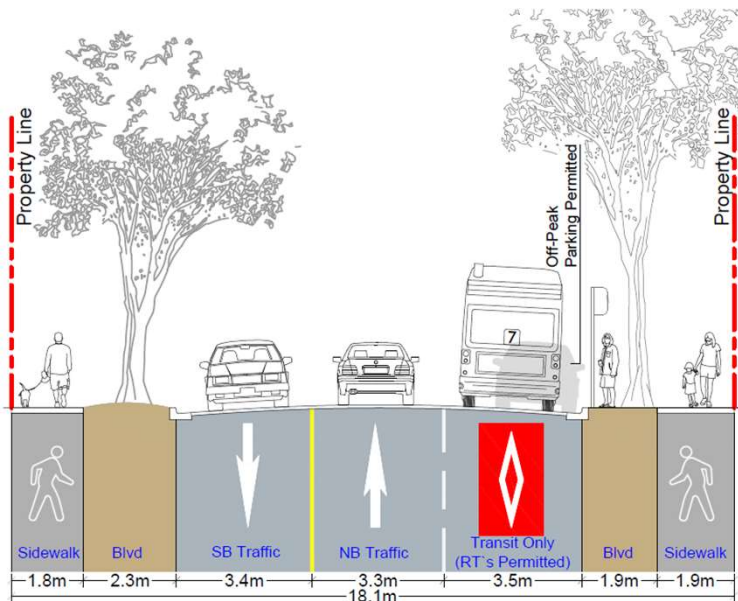 Property Line
Off-Peak
Parking Permitted
Property Line
7
Sidewalk
Blvd
SB Traffic
NB Traffic
Transit Only
(RT`s Permitted)
Blvd
Sidewalk
1.8m
2.3m
3.4m
3.3m
3.5m
1.9m
1.9m
18.1m